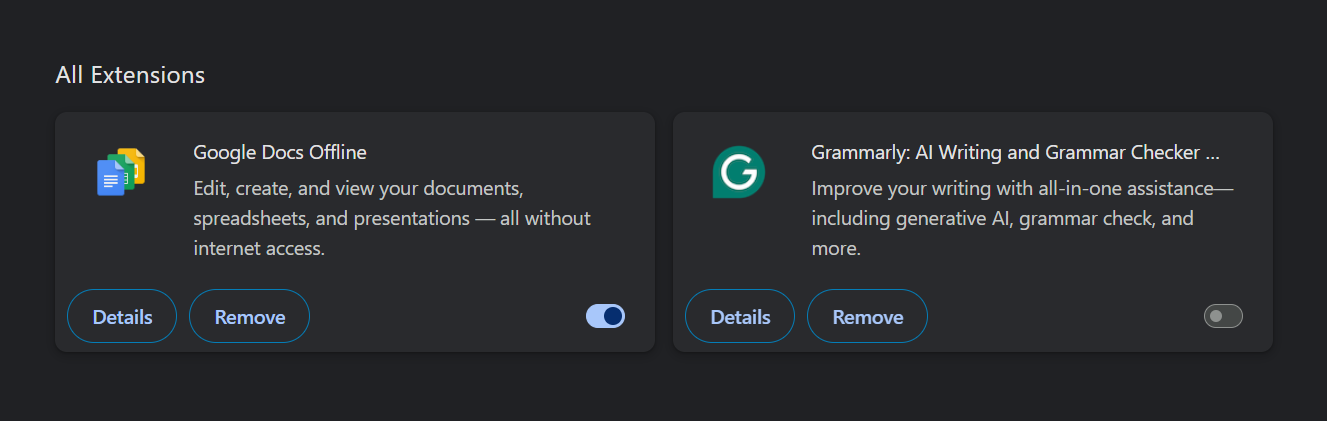 All Extensions
Google Docs Offline
Edit, create, and view your documents,
spreadsheets, and presentations — all without
internet access.
Details
Remove
Grammarly: AI Writing and Grammar Checker ...
Improve your writing with all-in-one assistance—
including generative AI, grammar check, and
more.
Details
Remove